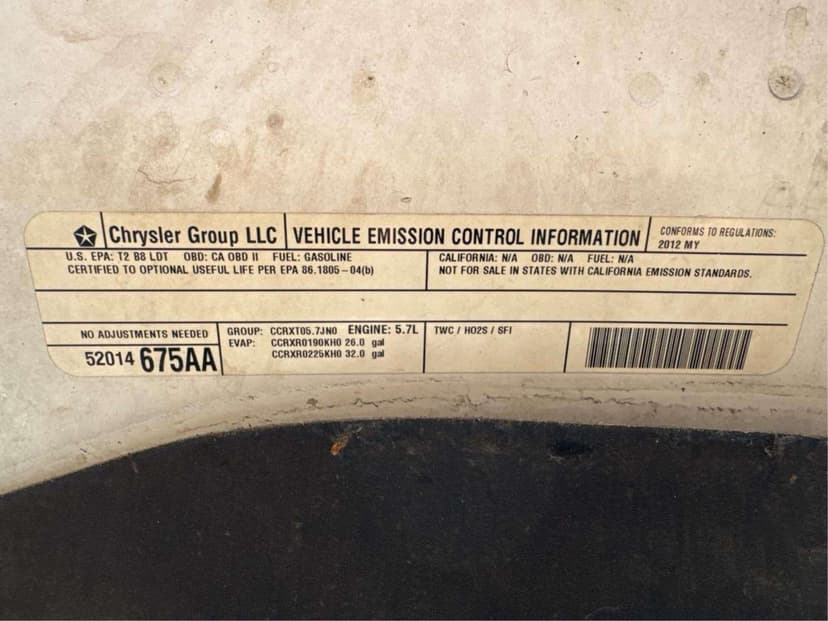 Chrysler Group LLC
VEHICLE EMISSION CONTROL INFORMATION
CONFORMS TO REGULATIONS:
2012 MY
U.S. EPA: T2 B8 LDT OBD: CA OBD II FUEL: GASOLINE
CERTIFIED TO OPTIONAL USEFUL LIFE PER EPA 86.1805-04(b)
CALIFORNIA: N/A OBD: N/A FUEL: N/A
NOT FOR SALE IN STATES WITH CALIFORNIA EMISSION STANDARDS.
NO ADJUSTMENTS NEEDED
52014 675AA
GROUP: CCRXT05.7JN0 ENGINE: 5.7L
EVAP: CCRXR0190KH0 26.0 gal
CCRXR0225KH0 32.0 gal
TWC / HO2S / SFI